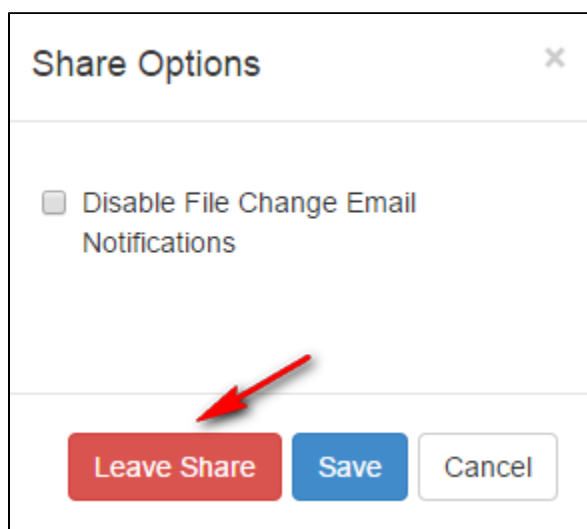 Share Options ×
Disable File Change Email
Notifications
Leave Share Save Cancel